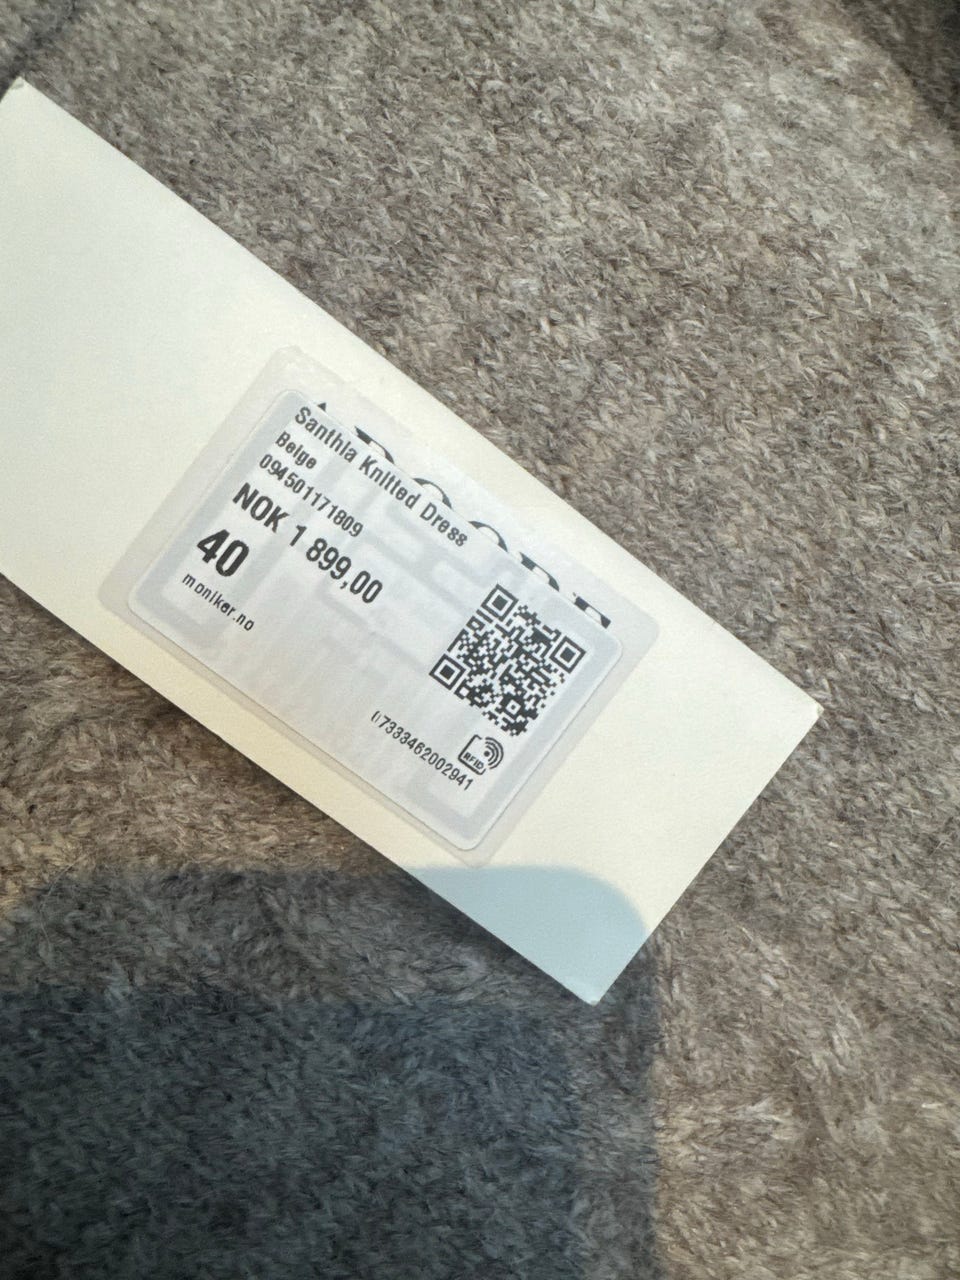 Santhia Knitted Dress
Beige
094501171809
NOK 1 899,00
40
moniker.no
RFID
07333462002941